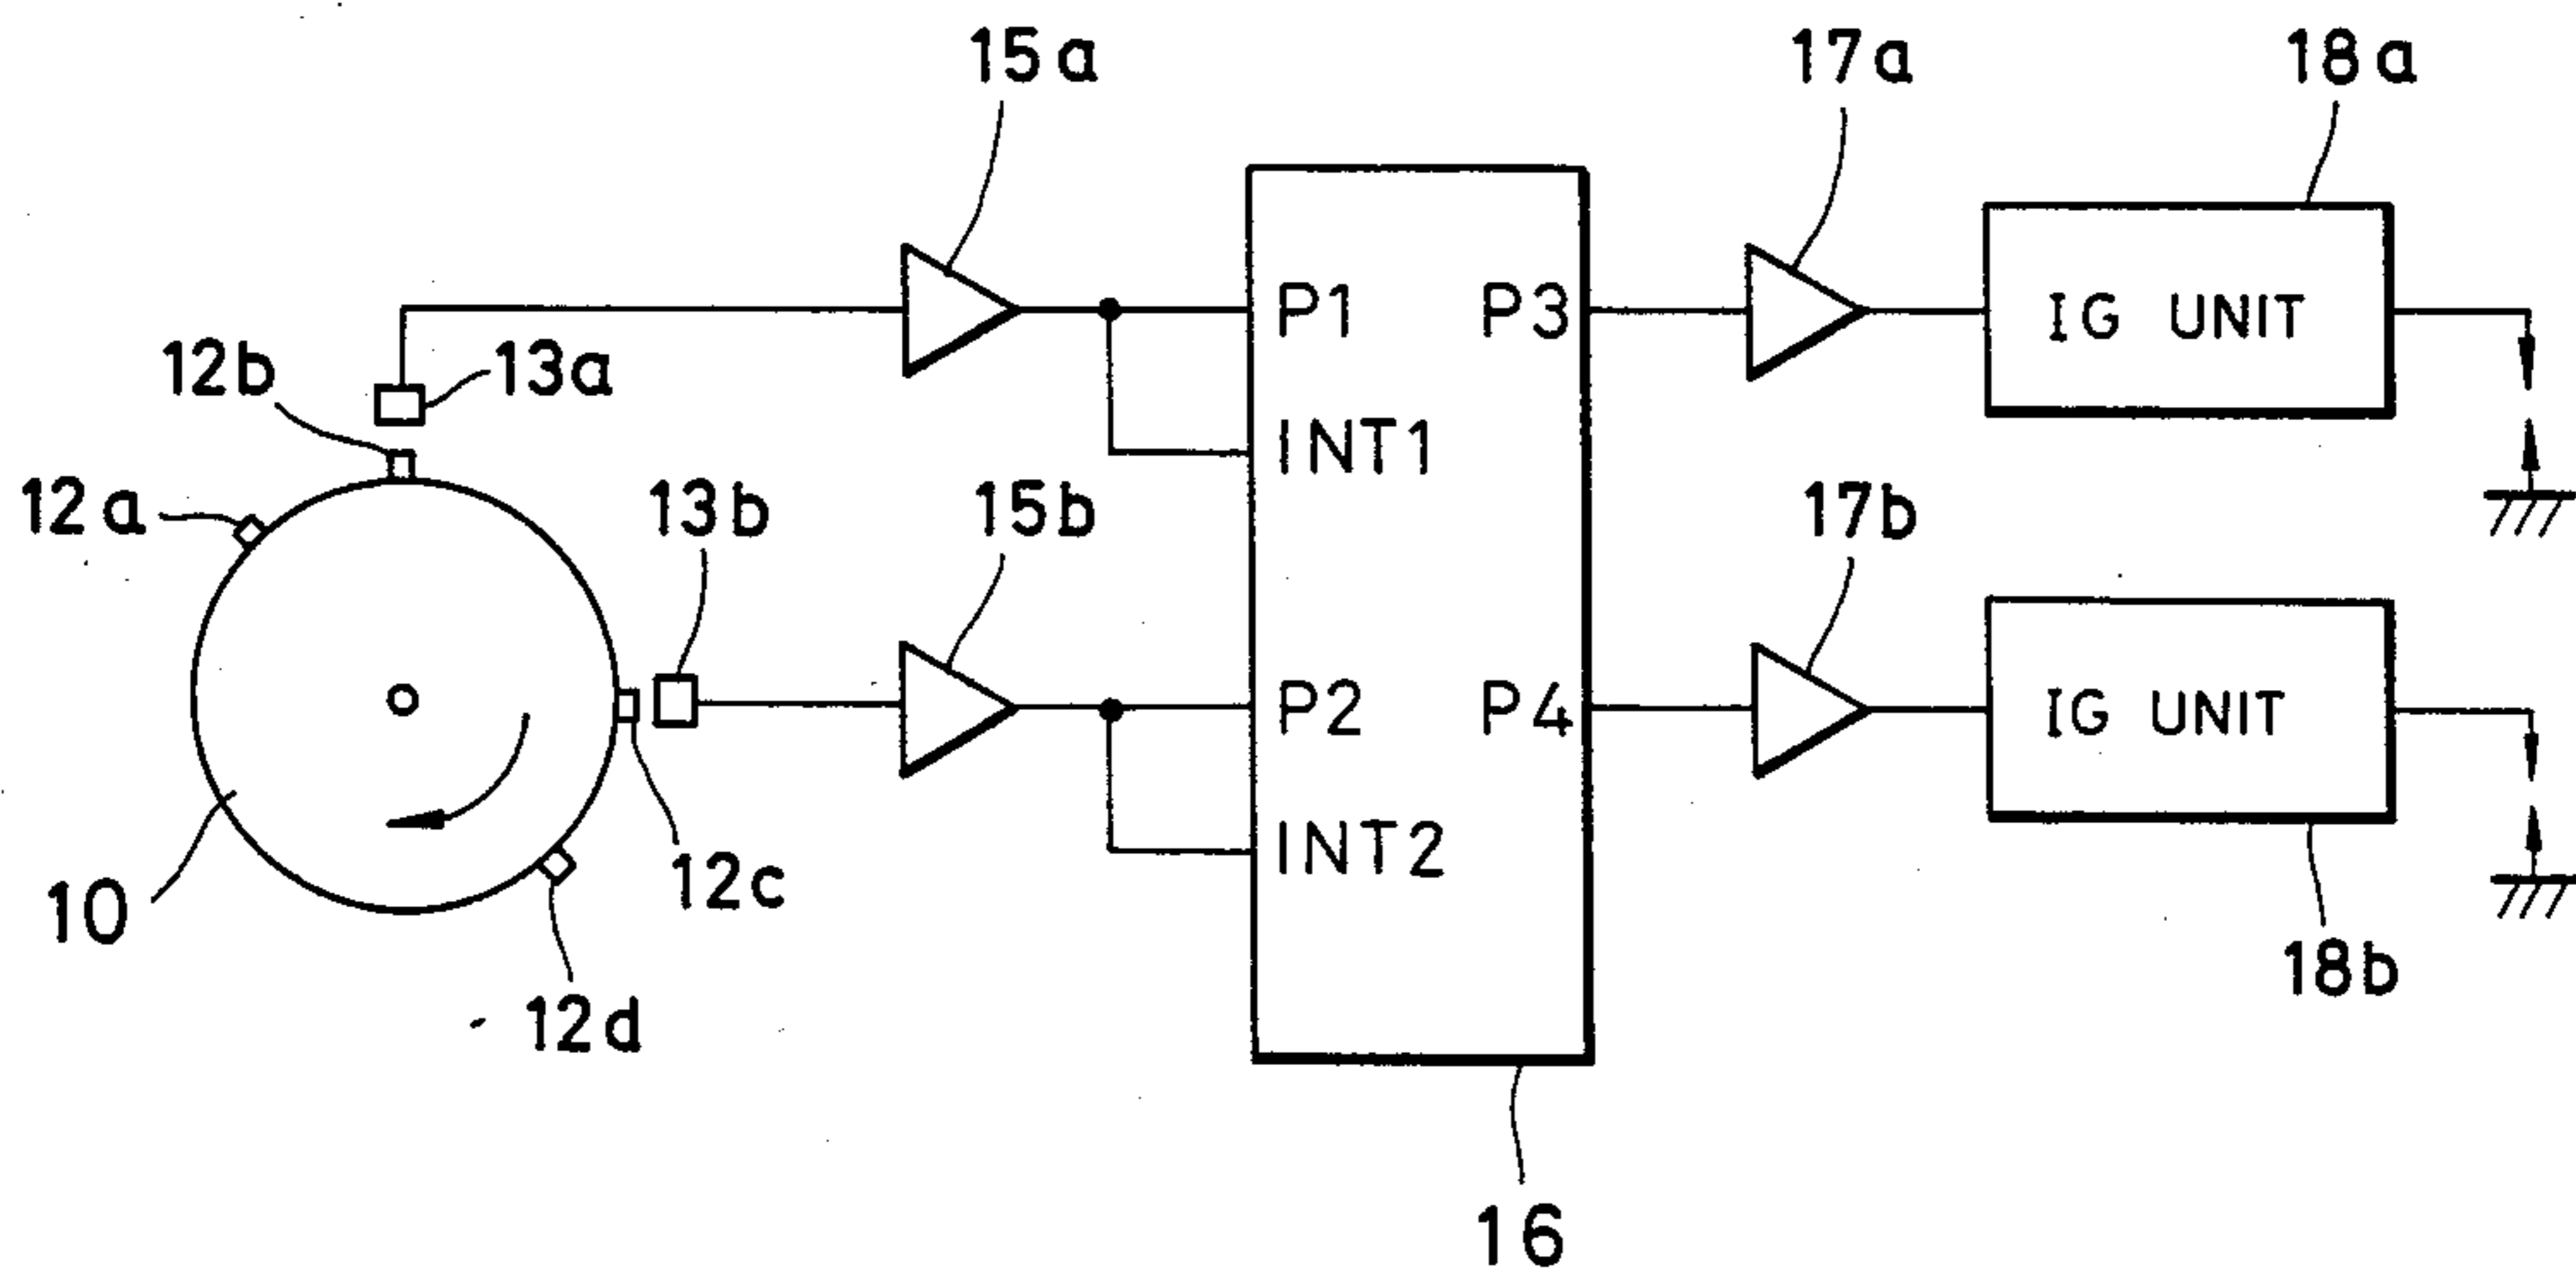 15a
17a
18a
12b
13a
P1
P3
IG UNIT
INT1
12a
13b
15b
17b
P2
P4
IG UNIT
INT2
12c
10
18b
12d
16